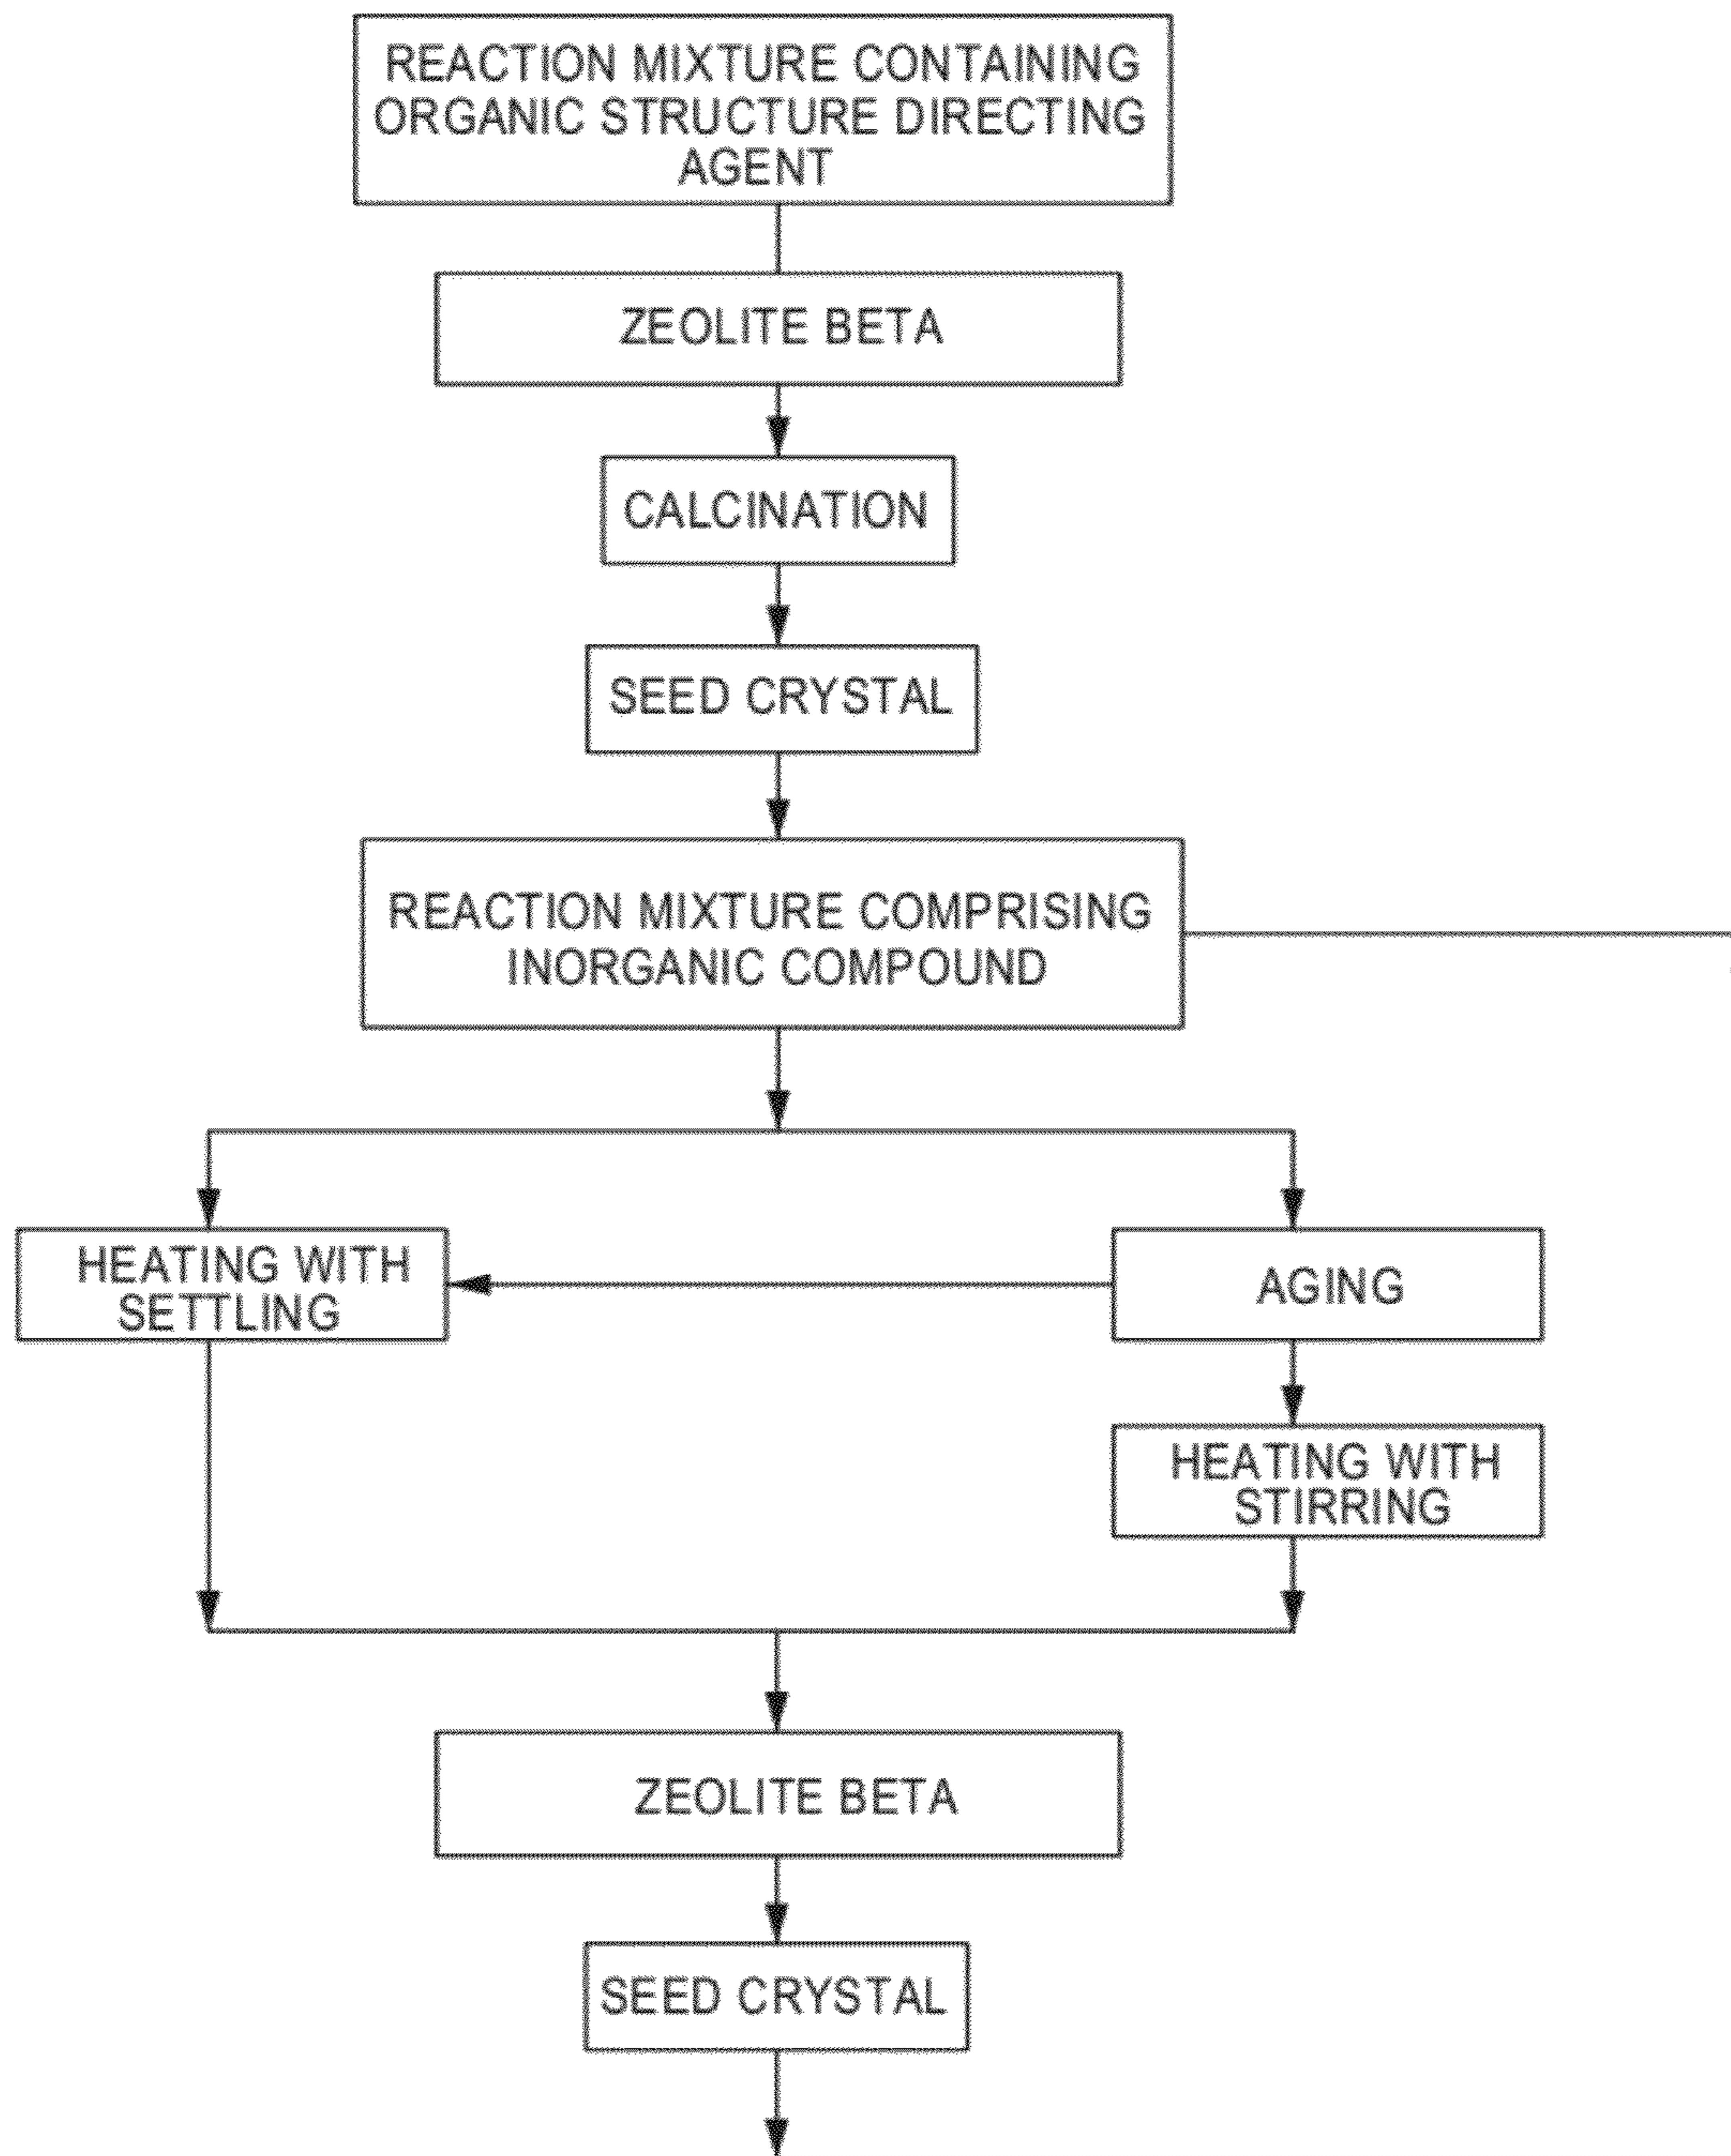 REACTION MIXTURE CONTAINING
ORGANIC STRUCTURE DIRECTING
AGENT
ZEOLITE BETA
CALCINATION
SEED CRYSTAL
REACTION MIXTURE COMPRISING
INORGANIC COMPOUND
HEATING WITH
SETTLING
AGING
HEATING WITH
STIRRING
ZEOLITE BETA
SEED CRYSTAL